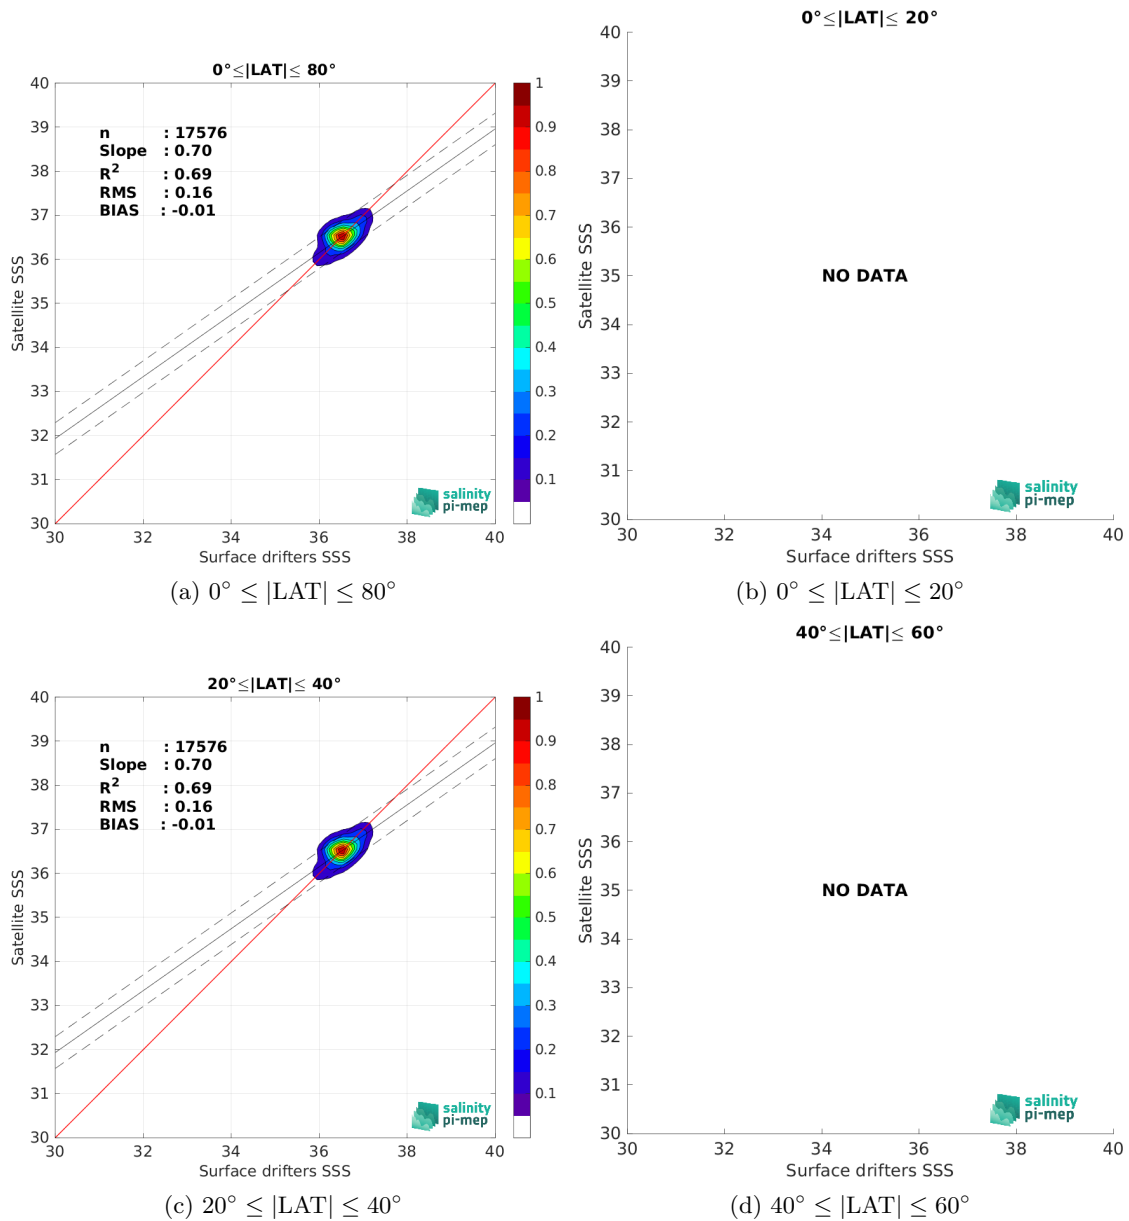 0°≤|LAT|≤ 80°
40
39
38
37
36
35
34
33
32
31
30
30
32
34
36
38
40
Satellite SSS
Surface drifters SSS
n : 17576
Slope : 0.70
R² : 0.69
RMS : 0.16
BIAS : -0.01
1
0.9
0.8
0.7
0.6
0.5
0.4
0.3
0.2
0.1
salinity
pi-mep
(a) 0° ≤ |LAT| ≤ 80°
0°≤|LAT|≤ 20°
40
39
38
37
36
35
34
33
32
31
30
30
32
34
36
38
40
Satellite SSS
Surface drifters SSS
NO DATA
salinity
pi-mep
(b) 0° ≤ |LAT| ≤ 20°
20°≤|LAT|≤ 40°
40
39
38
37
36
35
34
33
32
31
30
30
32
34
36
38
40
Satellite SSS
Surface drifters SSS
n : 17576
Slope : 0.70
R² : 0.69
RMS : 0.16
BIAS : -0.01
1
0.9
0.8
0.7
0.6
0.5
0.4
0.3
0.2
0.1
salinity
pi-mep
(c) 20° ≤ |LAT| ≤ 40°
40°≤|LAT|≤ 60°
40
39
38
37
36
35
34
33
32
31
30
30
32
34
36
38
40
Satellite SSS
Surface drifters SSS
NO DATA
salinity
pi-mep
(d) 40° ≤ |LAT| ≤ 60°